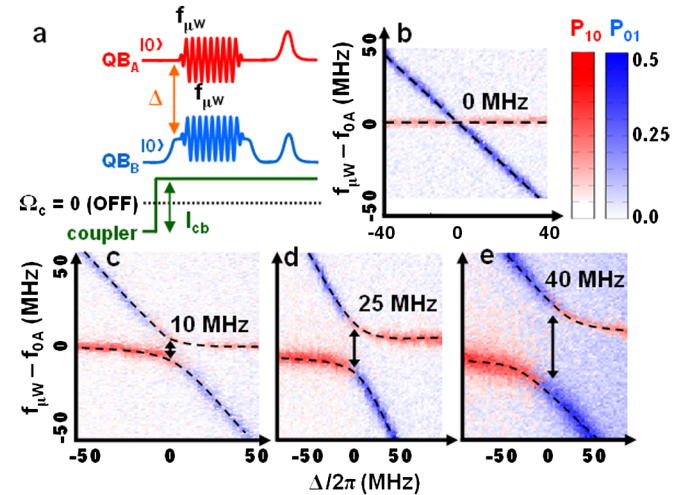 a
f_μW
QB_A |0⟩
Δ
f_μW
QB_B |0⟩
Ω_c = 0 (OFF)
I_cb
coupler
b
f_μW – f_0A (MHz)
50
0
-50
0 MHz
-40 0 40
P_10 P_01
0.5
0.25
0.0
f_μW – f_0A (MHz)
50
0
-50
c
10 MHz
-50 0 50
d
25 MHz
-50 0 50
e
40 MHz
-50 0 50
Δ/2π (MHz)